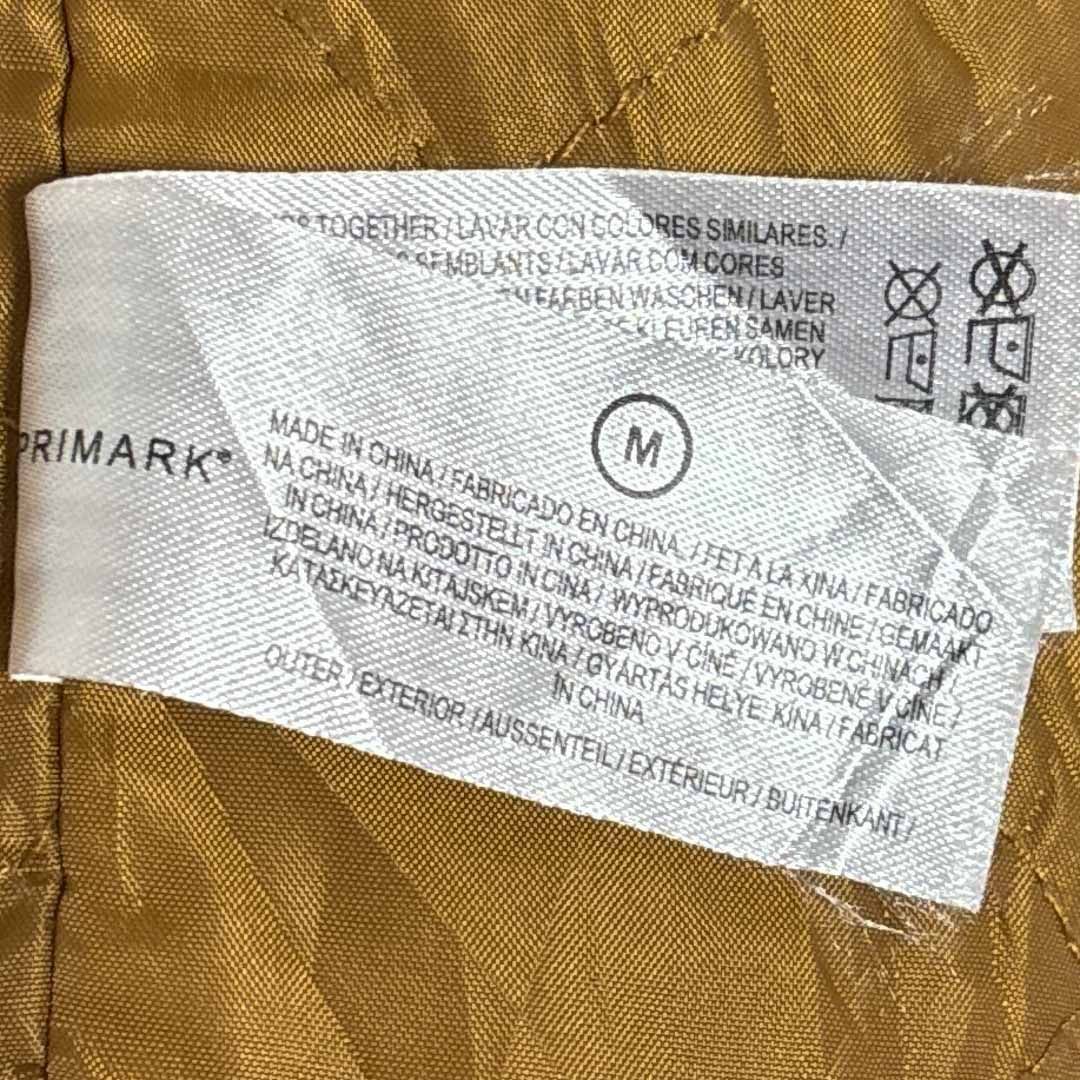 TOGETHER / LAVAR CON COLORES SIMILARES. /
SEMBLANTS / LAVAR COM CORES
FARBEN WASCHEN / LAVER
KLEUREN SAMEN
KOLORY
PRIMARK®
M
MADE IN CHINA / FABRICADO EN CHINA. / FET A LA XINA / FABRICADO
NA CHINA / HERGESTELLT IN CHINA / FABRIQUÉ EN CHINE / GEMAAKT
IN CHINA / PRODOTTO IN CINA / WYPRODUKOWANO W CHINACH /
IZDELANO NA KITAJSKEM / VYROBENO V ČÍNĚ / VYROBENÉ V ČÍNE /
ΚΑΤΑΣΚΕΥΑΖΕΤΑΙ ΣΤΗΝ ΚΙΝΑ / GYÁRTÁS HELYE: KÍNA / FABRICAT
ÎN CHINA
OUTER / EXTERIOR / AUSSENTEIL / EXTÉRIEUR / BUITENKANT /